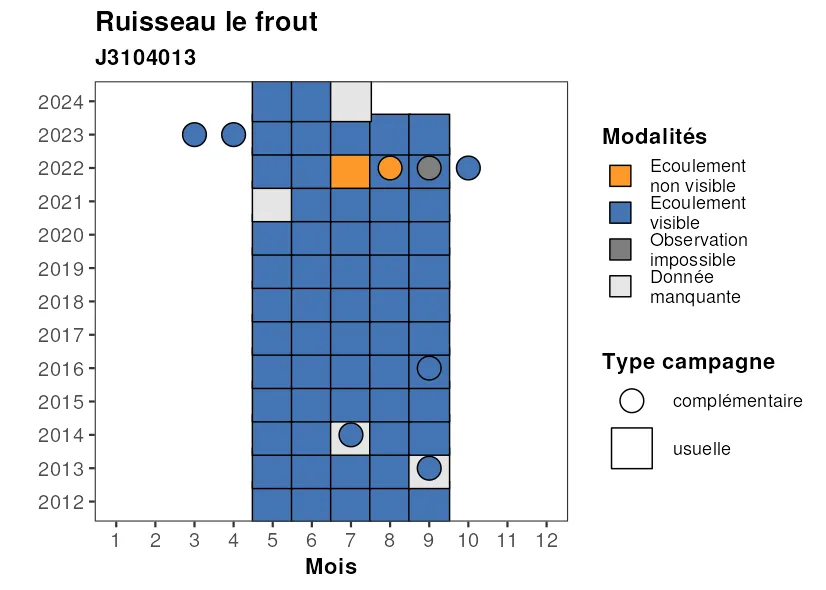 Ruisseau le frout
J3104013
2024
2023
2022
2021
2020
2019
2018
2017
2016
2015
2014
2013
2012
1 2 3 4 5 6 7 8 9 10 11 12
Mois
Modalités
Ecoulement
non visible
Ecoulement
visible
Observation
impossible
Donnée
manquante
Type campagne
complémentaire
usuelle